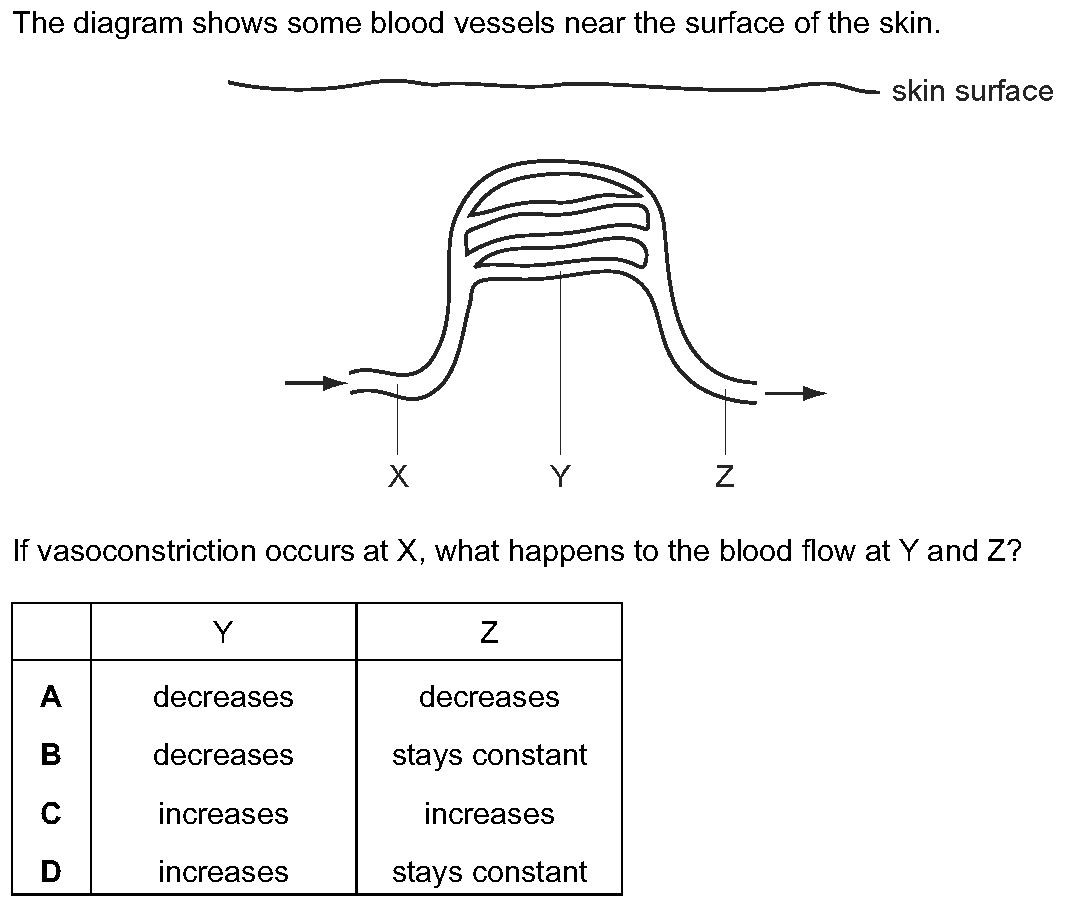 The diagram shows some blood vessels near the surface of the skin.
skin surface
X Y Z
If vasoconstriction occurs at X, what happens to the blood flow at Y and Z?
Y Z
A decreases decreases
B decreases stays constant
C increases increases
D increases stays constant